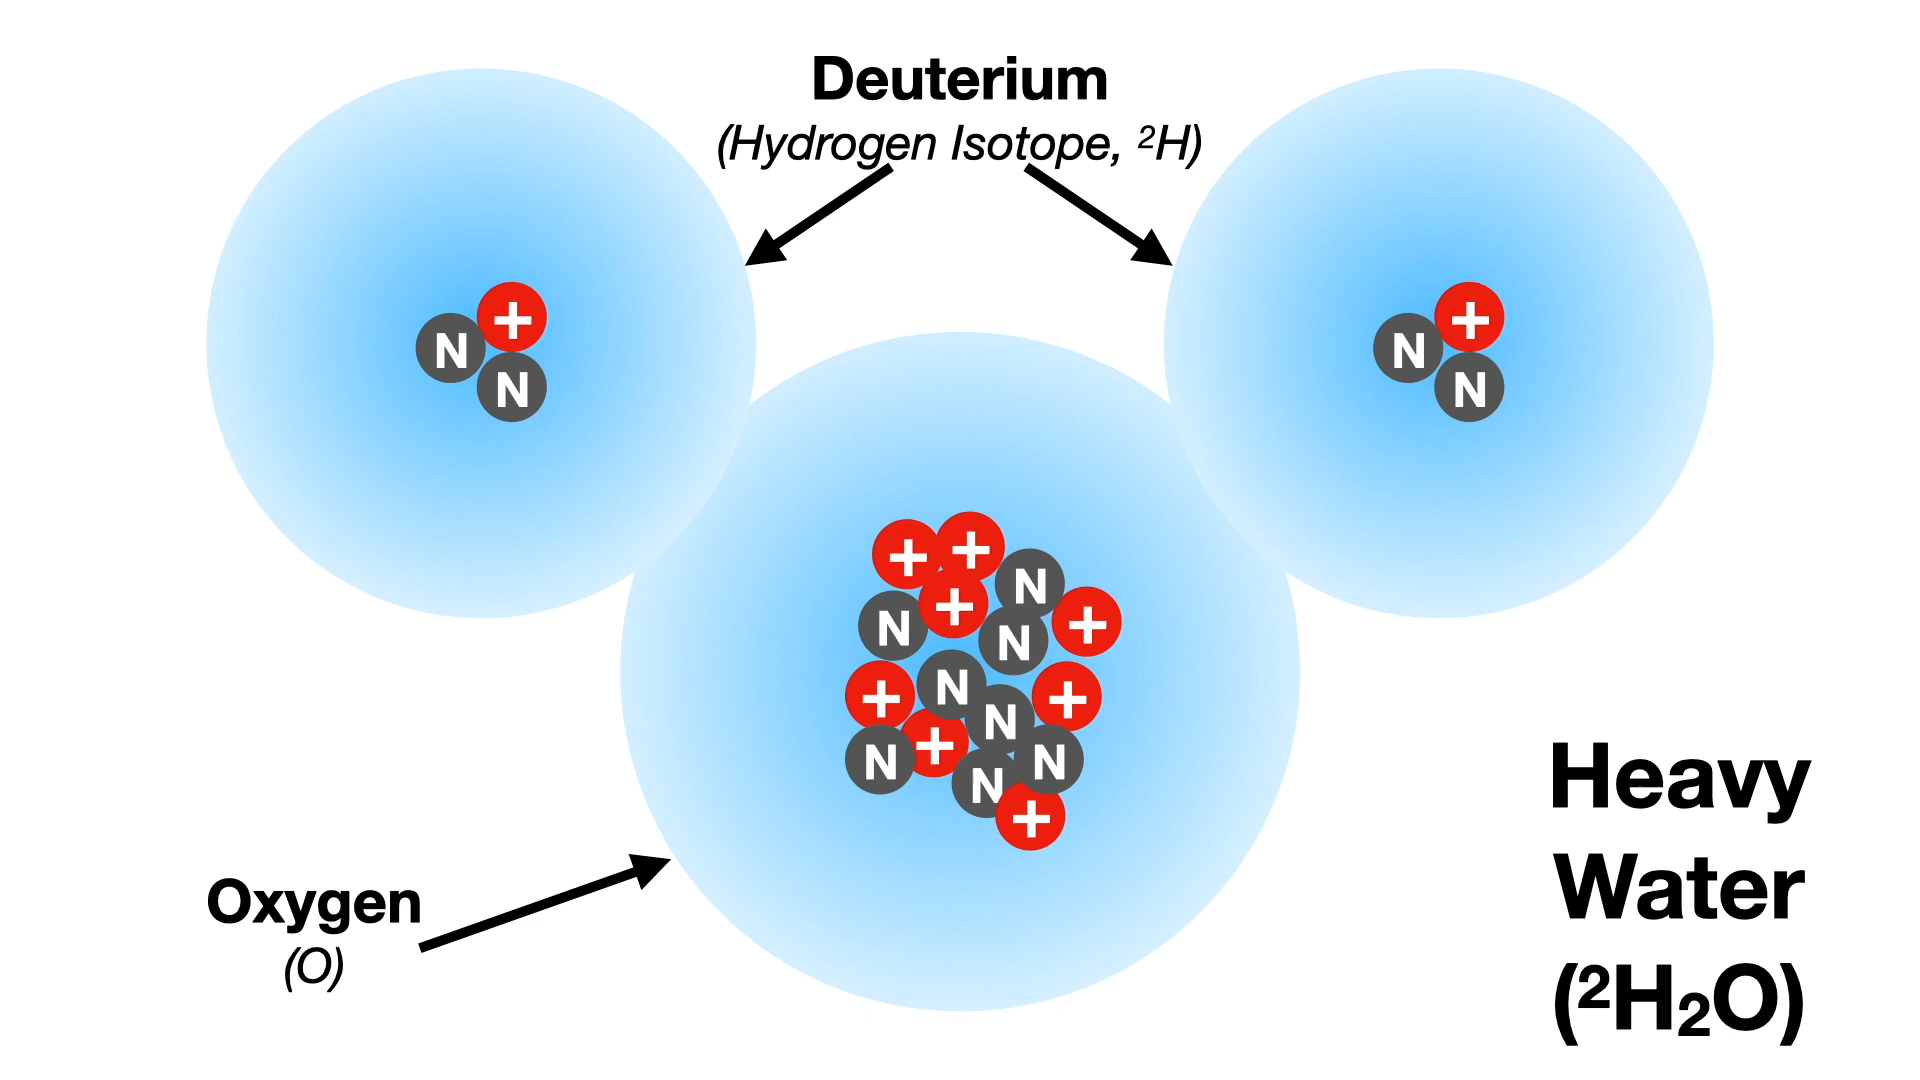 Deuterium
(Hydrogen Isotope, ²H)
+
N
N
+
N
N
+
+
N
+
+
N
N
+
N
+
+
N
N
+
N
N
+
Oxygen
(O)
Heavy
Water
(²H₂O)